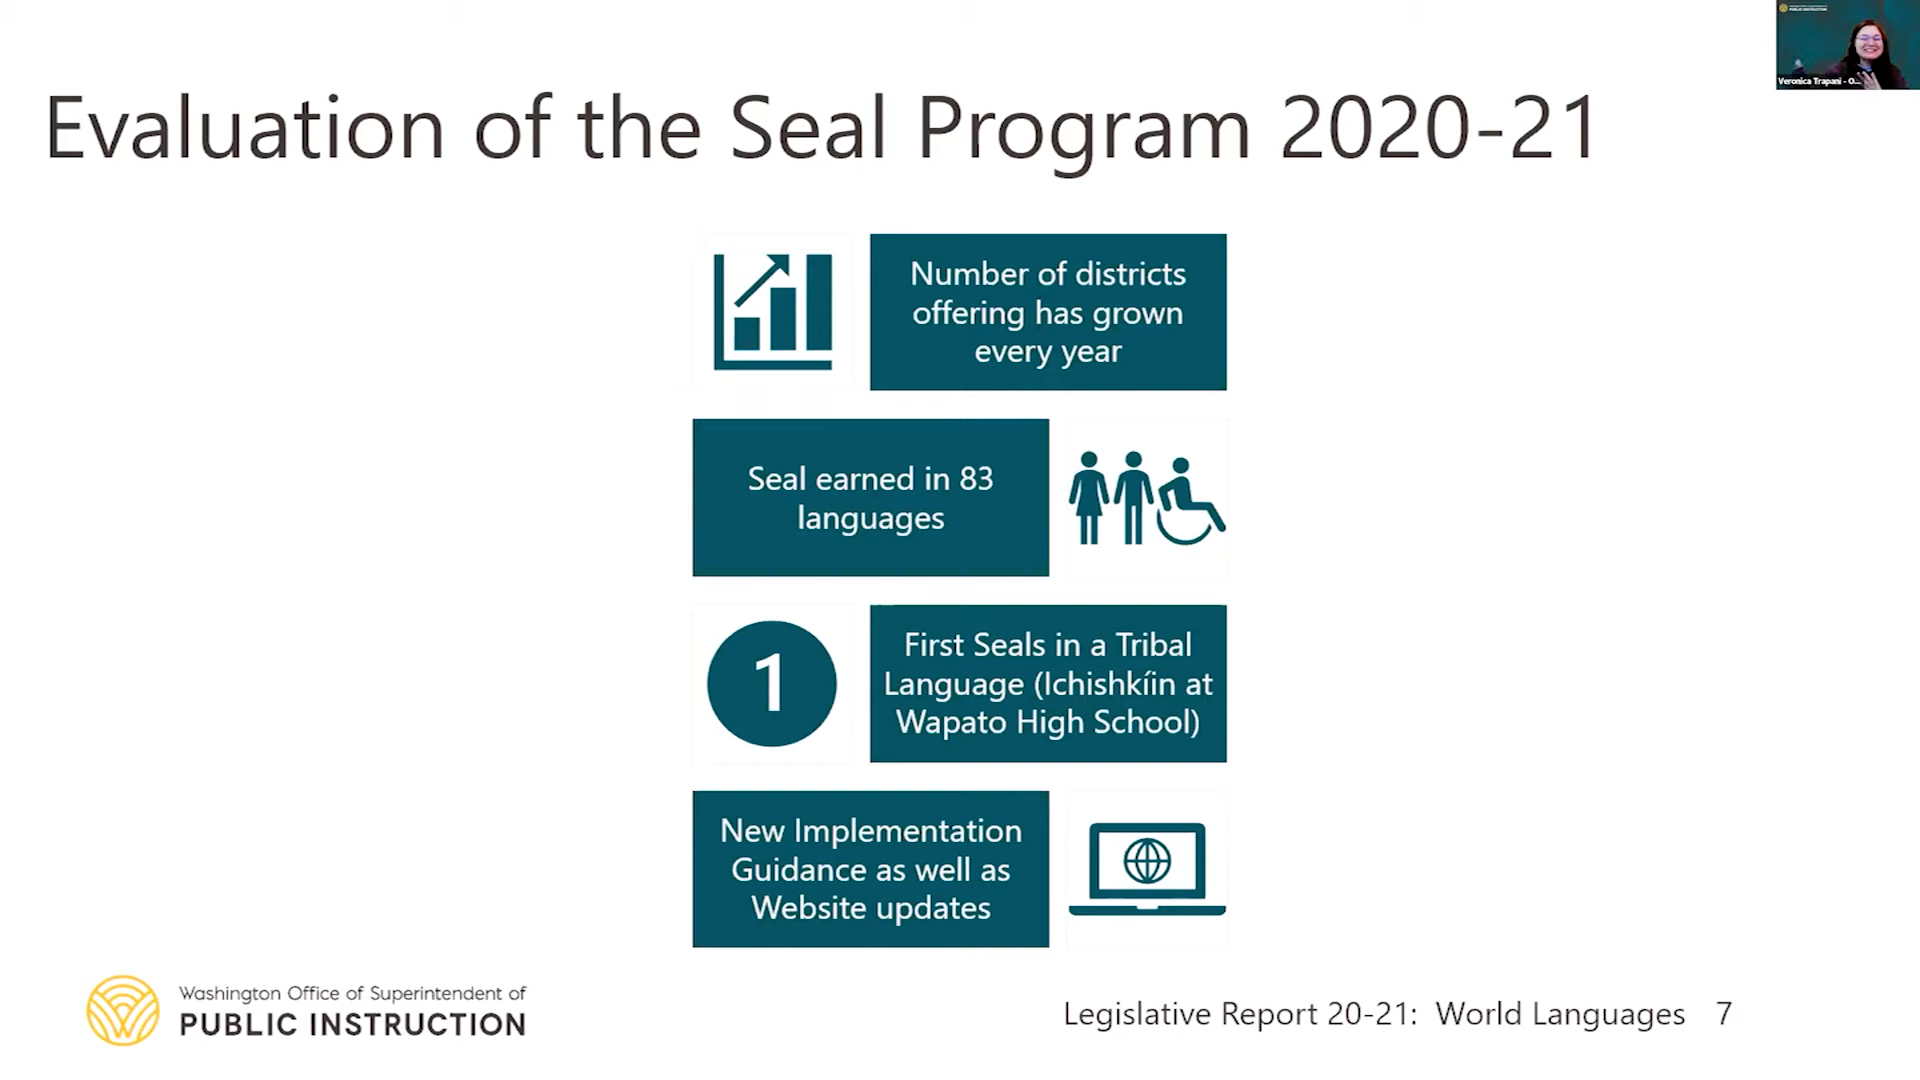 Evaluation of the Seal Program 2020-21
Veronica Trapani - O...
Number of districts
offering has grown
every year
Seal earned in 83
languages
1
First Seals in a Tribal
Language (Ichishkíin at
Wapato High School)
New Implementation
Guidance as well as
Website updates
Washington Office of Superintendent of
PUBLIC INSTRUCTION
Legislative Report 20-21: World Languages 7